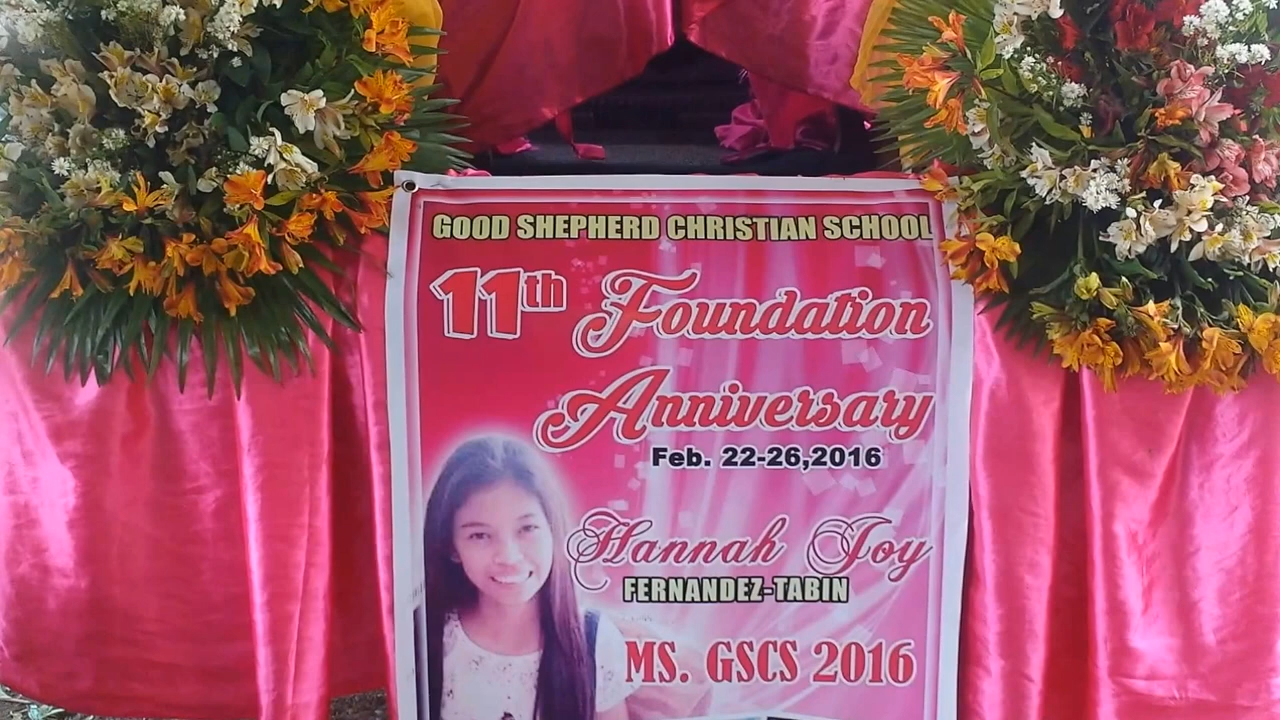 GOOD SHEPHERD CHRISTIAN SCHOOL
11th Foundation
Anniversary
Feb. 22-26,2016
Hannah Joy
FERNANDEZ-TABIN
MS. GSCS 2016